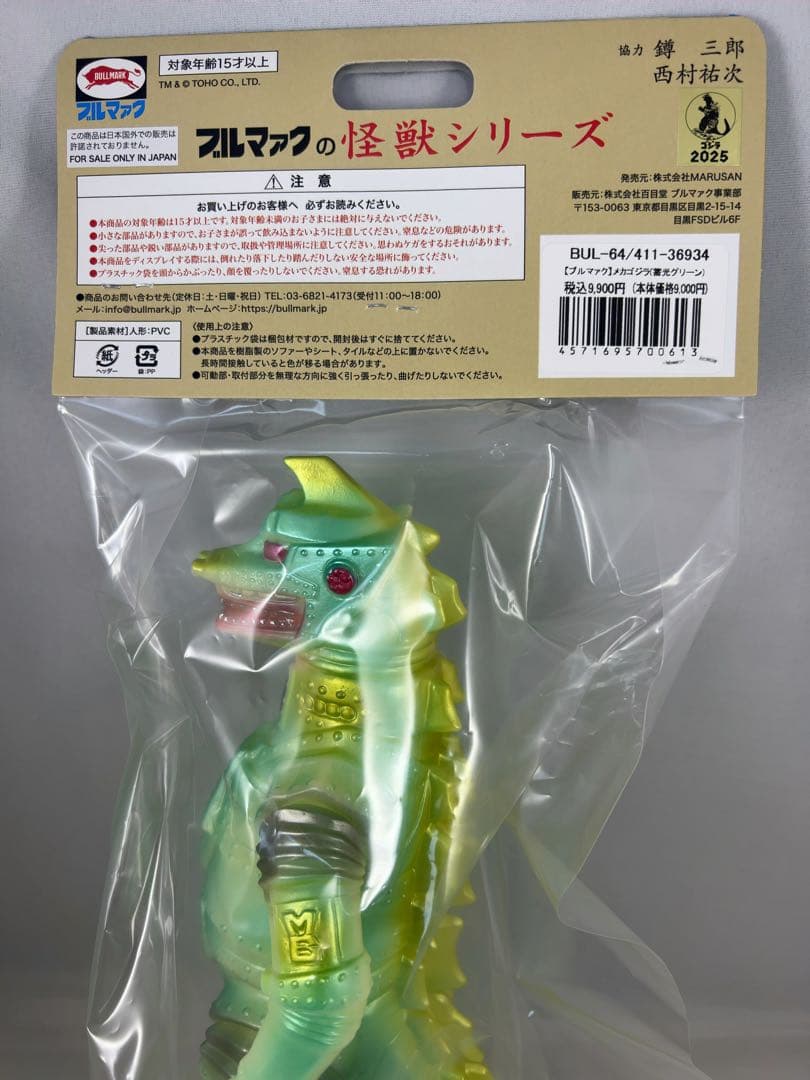 BULLMARK
ブルマァク
対象年齢15才以上
TM & © TOHO CO., LTD.
この商品は日本国外での販売は
許諾されておりません。
FOR SALE ONLY IN JAPAN
ブルマァクの怪獣シリーズ
協力 鐏 三郎
西村祐次
ゴジラ
2025
発売元:株式会社MARUSAN
販売元:株式会社百目堂 ブルマァク事業部
〒153-0063 東京都目黒区目黒2-15-14
目黒FSDビル6F
⚠ 注意
お買い上げのお客様へ 必ずお読みください。
●本商品の対象年齢は15才以上です。対象年齢未満のお子さまには絶対に与えないでください。
●小さな部品がありますので、お子さまが誤って飲み込まないように注意してください。窒息などの危険があります。
●尖った部品や鋭い部品がありますので、取扱や管理場所に注意してください。思わぬケガをするおそれがあります。
●本商品をディスプレイする際には、倒れたり落下したり踏んだりしない安全な場所に飾ってください。
●プラスチック袋を頭からかぶったり、顔を覆ったりしないでください。窒息する恐れがあります。
●商品のお問い合わせ先(定休日:土・日曜・祝日) TEL:03-6821-4173(受付11:00~18:00)
メール:info@bullmark.jp ホームページ:https://bullmark.jp
【製品素材】人形:PVC
紙
ヘッダー
プラ
袋:PP
〈使用上の注意〉
●プラスチック袋は梱包材ですので、開封後はすぐに捨ててください。
●本商品を樹脂製のソファーやシート、タイルなどの上に置かないでください。
長時間接触していると色が移る場合があります。
●可動部・取付部分を無理な方向に強く引っ張ったり、曲げたりしないでください。
BUL-64/411-36934
【ブルマァク】メカゴジラ(蓄光グリーン)
税込9,900円 (本体価格9,000円)
4571695700613
MG